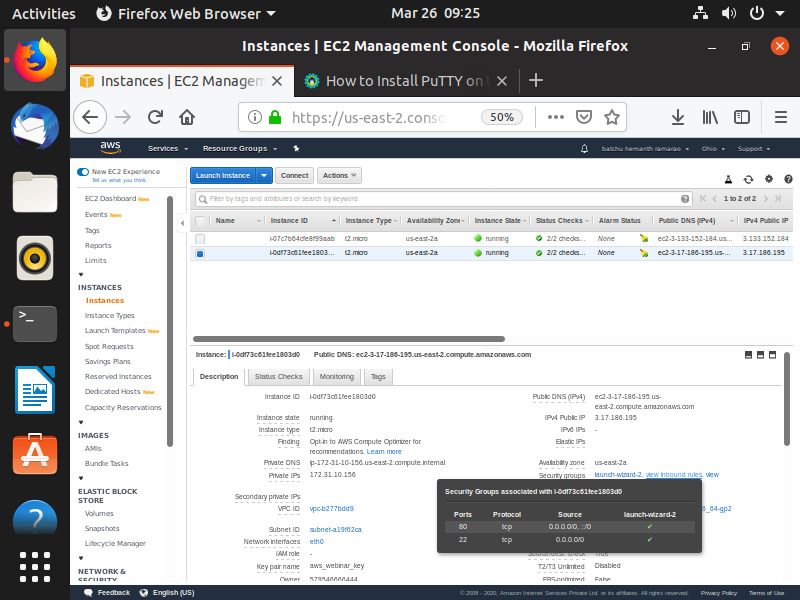 Activities
Firefox Web Browser
Mar 26  09:25
Instances | EC2 Management Console - Mozilla Firefox
Instances | EC2 Managem
How to Install PuTTY on
https://us-east-2.conso
50%
aws
Services
Resource Groups
batchu hemanth ramarao
Ohio
Support
New EC2 Experience
Tell us what you think
EC2 Dashboard New
Events New
Tags
Reports
Limits
INSTANCES
Instances
Instance Types
Launch Templates New
Spot Requests
Savings Plans
Reserved Instances
Dedicated Hosts New
Capacity Reservations
IMAGES
AMIs
Bundle Tasks
ELASTIC BLOCK
STORE
Volumes
Snapshots
Lifecycle Manager
NETWORK &
SECURITY
Launch Instance
Connect
Actions
Filter by tags and attributes or search by keyword
1 to 2 of 2
Name Instance ID Instance Type Availability Zone Instance State Status Checks Alarm Status Public DNS (IPv4) IPv4 Public IP
i-07c7b64cfe8f99aab t2.micro us-east-2a running 2/2 checks... None ec2-3-133-152-184.us... 3.133.152.184
i-0df73c61fee1803... t2.micro us-east-2a running 2/2 checks... None ec2-3-17-186-195.us-... 3.17.186.195
Instance: i-0df73c61fee1803d0 Public DNS: ec2-3-17-186-195.us-east-2.compute.amazonaws.com
Description
Status Checks
Monitoring
Tags
Instance ID i-0df73c61fee1803d0
Instance state running
Instance type t2.micro
Finding Opt-in to AWS Compute Optimizer for
recommendations. Learn more
Private DNS ip-172-31-10-156.us-east-2.compute.internal
Private IPs 172.31.10.156
Secondary private IPs
VPC ID vpc-b277bdd9
Subnet ID subnet-a19f62ca
Network interfaces eth0
IAM role -
Key pair name aws_webinar_key
Owner 579546666444
Public DNS (IPv4) ec2-3-17-186-195.us-
east-2.compute.amazonaws.com
IPv4 Public IP 3.17.186.195
IPv6 IPs -
Elastic IPs
Availability zone us-east-2a
Security groups launch-wizard-2. view inbound rules. view
6_64-gp2
Security Groups associated with i-0df73c61fee1803d0
Ports Protocol Source launch-wizard-2
80 tcp 0.0.0.0/0, ::/0 ✔
22 tcp 0.0.0.0/0 ✔
Source/dest. check True
T2/T3 Unlimited Disabled
EBS-optimized False
Feedback
English (US)
© 2008 - 2020, Amazon Internet Services Private Ltd. or its affiliates. All rights reserved.
Privacy Policy
Terms of Use